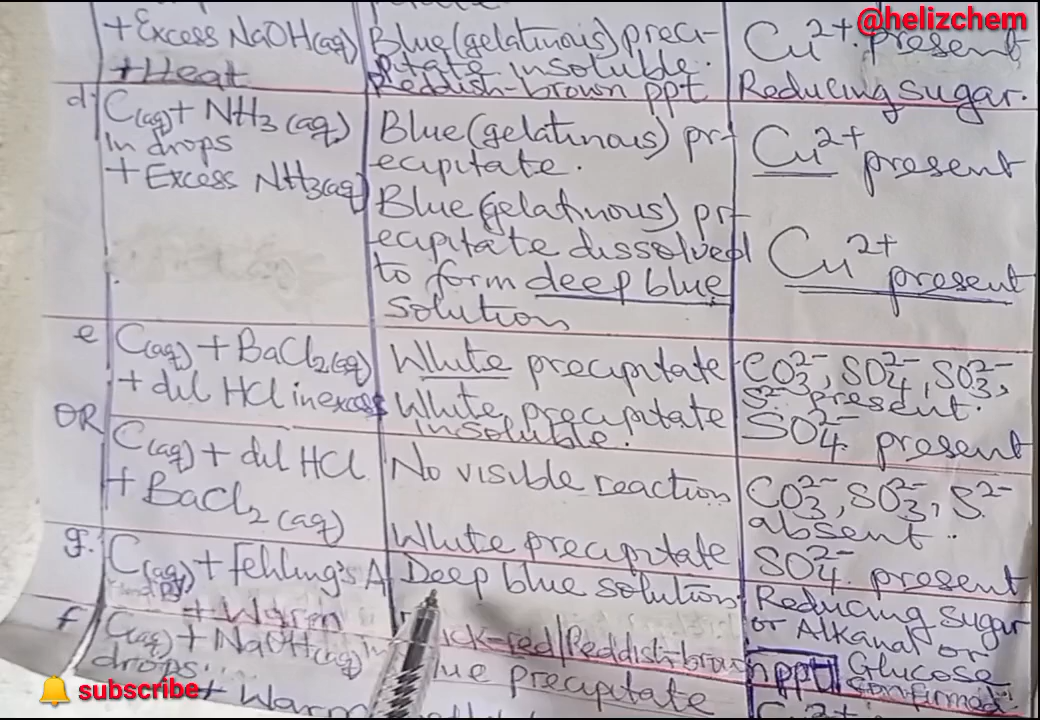 @helizchem
+ Excess NaOH(aq)
+ Heat
Blue (gelatinous) preci-
pitate insoluble.
Reddish-brown ppt
Cu²⁺ present
Reducing sugar.
d.
C(aq) + NH₃(aq)
in drops
+ Excess NH₃(aq)
Blue (gelatinous) pr-
ecipitate.
Blue (gelatinous) pr-
ecipitate dissolved
to form deep blue
solution
Cu²⁺ present
Cu²⁺ present
e
C(aq) + BaCl₂(aq)
+ dil HCl in excess
White precipitate
White precipitate
insoluble.
CO₃²⁻, SO₄²⁻, SO₃²⁻,
S²⁻ present.
SO₄²⁻ present
OR
C(aq) + dil HCl
+ BaCl₂(aq)
No visible reaction
White precipitate
CO₃²⁻, SO₃²⁻, S²⁻
absent.
SO₄²⁻ present
g.
C(aq) + Fehling's A
+ Warm
Deep blue solution
ick-red/Reddish-brown ppt
Reducing sugar
or Alkanal or
Glucose
confirmed
f
C(aq) + NaOH(aq) in
drops
+ Warm
lue precipitate
Cu²⁺
subscribe